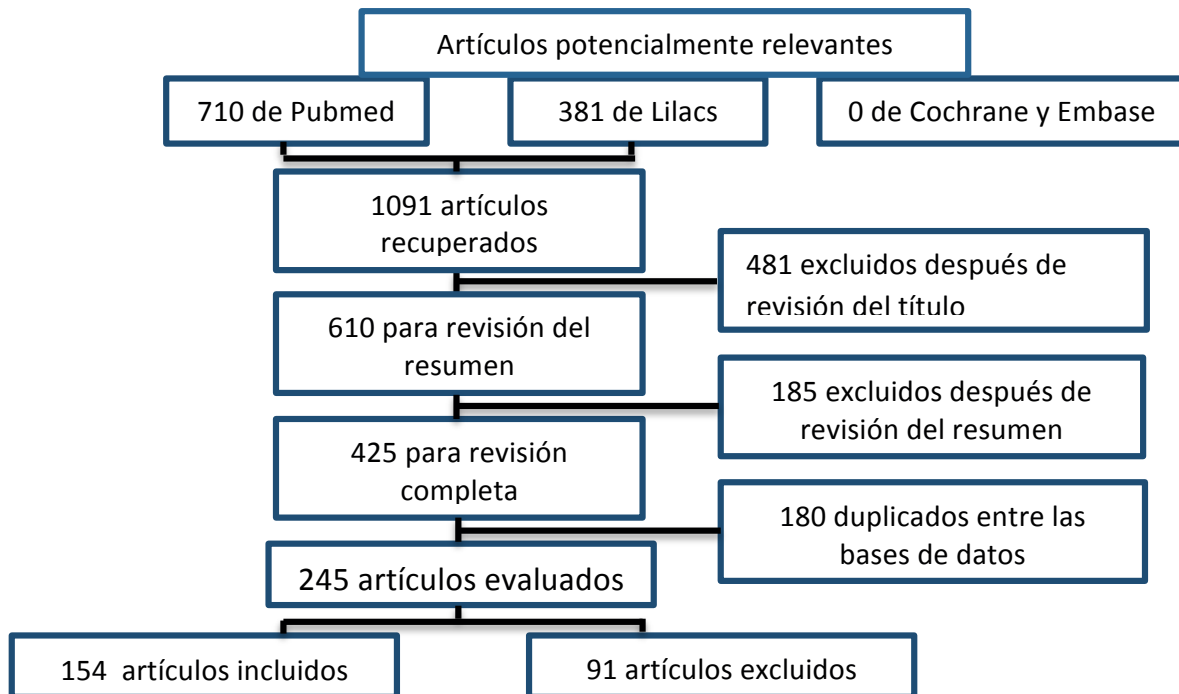 Artículos potencialmente relevantes
710 de Pubmed
381 de Lilacs
0 de Cochrane y Embase
1091 artículos
recuperados
481 excluidos después de
revisión del título
610 para revisión del
resumen
185 excluidos después de
revisión del resumen
425 para revisión
completa
180 duplicados entre las
bases de datos
245 artículos evaluados
154 artículos incluidos
91 artículos excluidos